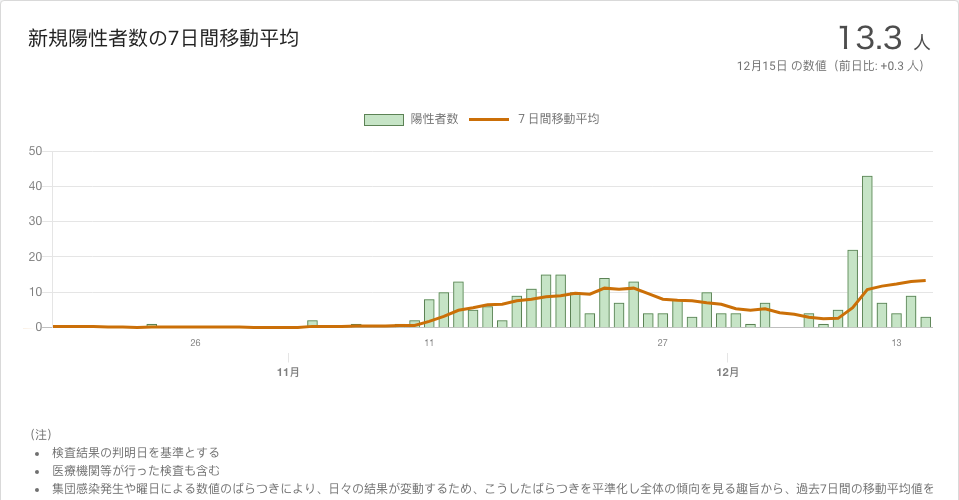 新規陽性者数の7日間移動平均
13.3 人
12月15日 の数値（前日比: +0.3 人）
陽性者数 7 日間移動平均
50
40
30
20
10
0
26 11 27 13
11月 12月
（注）
• 検査結果の判明日を基準とする
• 医療機関等が行った検査も含む
• 集団感染発生や曜日による数値のばらつきにより、日々の結果が変動するため、こうしたばらつきを平準化し全体の傾向を見る趣旨から、過去7日間の移動平均値を